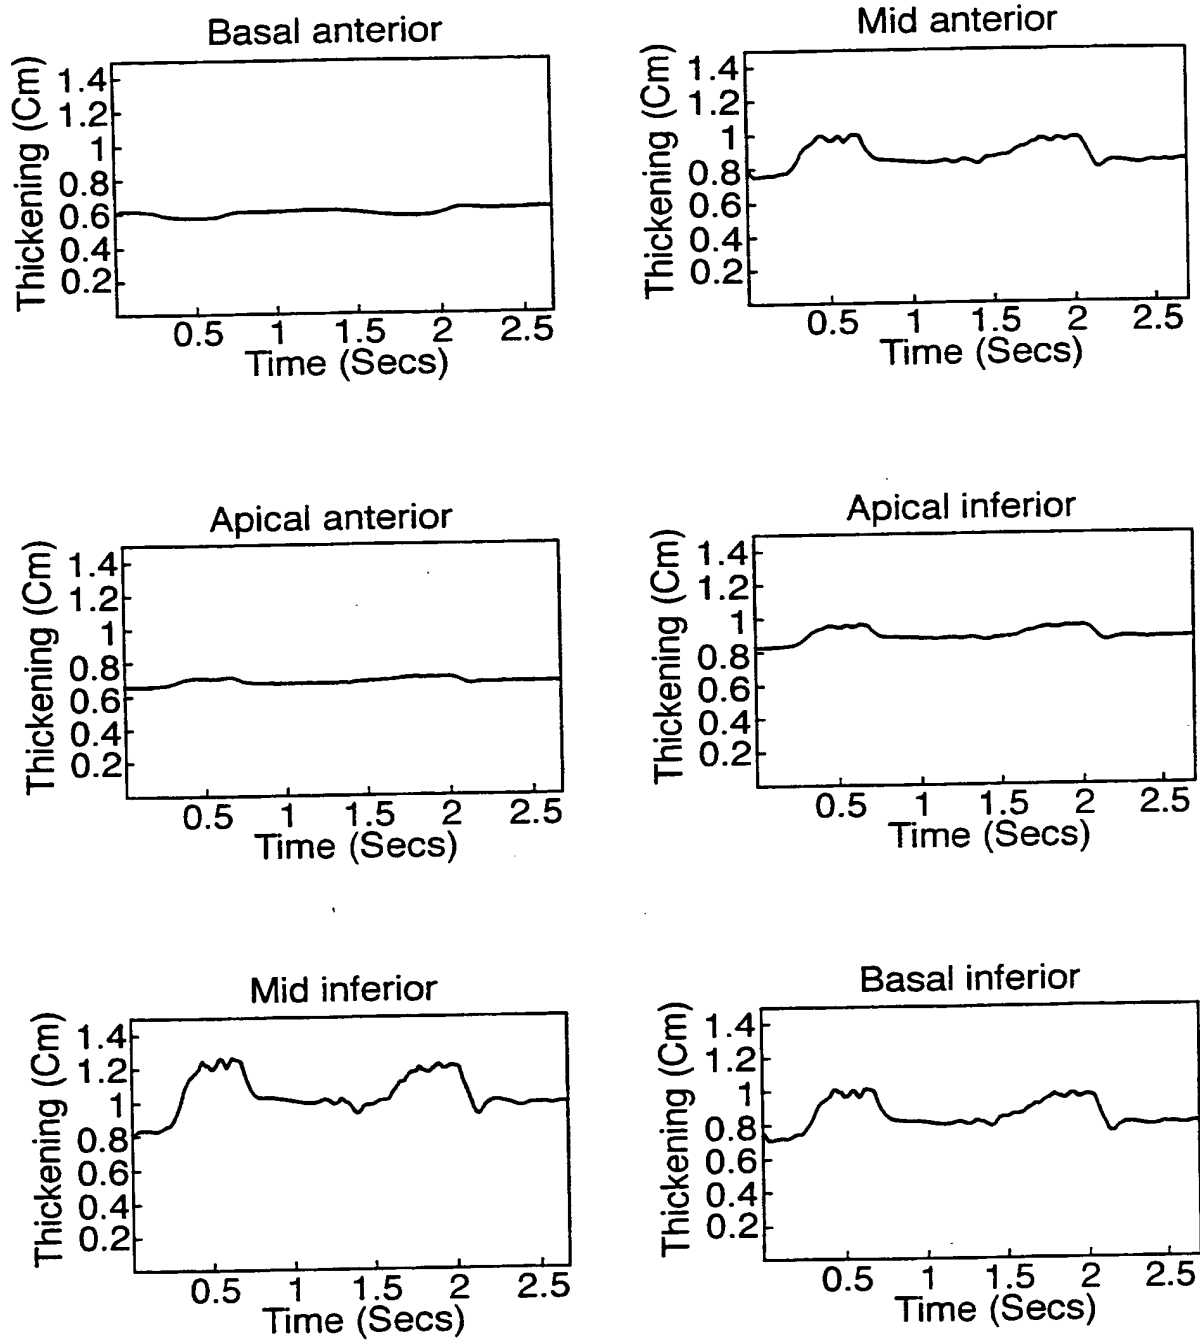 Basal anterior
Thickening (Cm)
1.4
1.2
1
0.8
0.6
0.4
0.2
0.5 1 1.5 2 2.5
Time (Secs)
Mid anterior
Thickening (Cm)
1.4
1.2
1
0.8
0.6
0.4
0.2
0.5 1 1.5 2 2.5
Time (Secs)
Apical anterior
Thickening (Cm)
1.4
1.2
1
0.8
0.6
0.4
0.2
0.5 1 1.5 2 2.5
Time (Secs)
Apical inferior
Thickening (Cm)
1.4
1.2
1
0.8
0.6
0.4
0.2
0.5 1 1.5 2 2.5
Time (Secs)
Mid inferior
Thickening (Cm)
1.4
1.2
1
0.8
0.6
0.4
0.2
0.5 1 1.5 2 2.5
Time (Secs)
Basal inferior
Thickening (Cm)
1.4
1.2
1
0.8
0.6
0.4
0.2
0.5 1 1.5 2 2.5
Time (Secs)